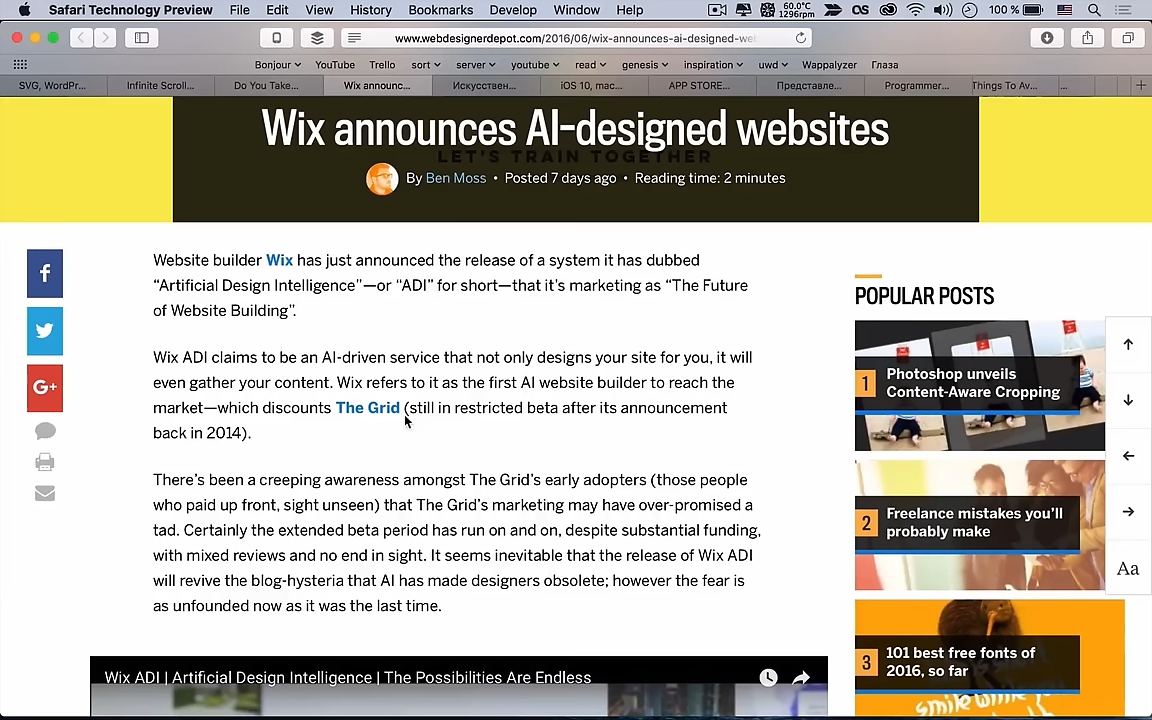 Safari Technology Preview File Edit View History Bookmarks Develop Window Help 60.0°C 1296rpm 100 %
www.webdesignerdepot.com/2016/06/wix-announces-ai-designed-we
Bonjour YouTube Trello sort server youtube read genesis inspiration uwd Wappalyzer Глаза
SVG, WordPr... Infinite Scroll... Do You Take... Wix announc... Искусствен... iOS 10, mac... APP STORE... Представле... Programmer... Things To Av... ...
Wix announces AI-designed websites
LET'S TRAIN TOGETHER
By Ben Moss • Posted 7 days ago • Reading time: 2 minutes
Website builder Wix has just announced the release of a system it has dubbed
“Artificial Design Intelligence”—or “ADI” for short—that it’s marketing as “The Future
of Website Building”.
Wix ADI claims to be an AI-driven service that not only designs your site for you, it will
even gather your content. Wix refers to it as the first AI website builder to reach the
market—which discounts The Grid (still in restricted beta after its announcement
back in 2014).
There’s been a creeping awareness amongst The Grid’s early adopters (those people
who paid up front, sight unseen) that The Grid’s marketing may have over-promised a
tad. Certainly the extended beta period has run on and on, despite substantial funding,
with mixed reviews and no end in sight. It seems inevitable that the release of Wix ADI
will revive the blog-hysteria that AI has made designers obsolete; however the fear is
as unfounded now as it was the last time.
Wix ADI | Artificial Design Intelligence | The Possibilities Are Endless
POPULAR POSTS
1 Photoshop unveils
Content-Aware Cropping
2 Freelance mistakes you’ll
probably make
3 101 best free fonts of
2016, so far
smile while you
Aa
f
G+